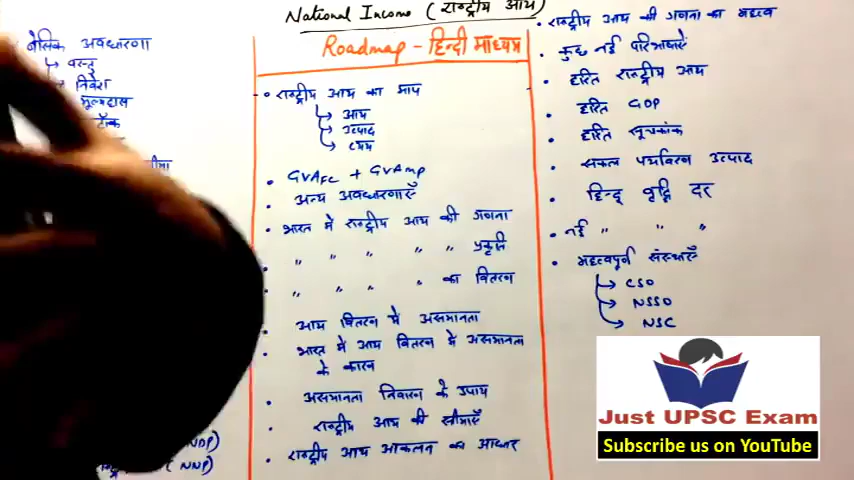 National Income (राष्ट्रीय आय)
Roadmap - हिन्दी माध्यम
अवधारणा
वस्तु
निवेश
मूल्यह्रास
NDP)
(NNP)
राष्ट्रीय आय का माप
आय
उत्पाद
व्यय
GVAFC + GVAMP
अन्य अवधारणाएँ
भारत में राष्ट्रीय आय की गणना
" " " " " प्रकृति
" " " " का वितरण
आय वितरण में असमानता
भारत में आय वितरण में असमानता
के कारण
असमानता निवारण के उपाय
राष्ट्रीय आय की सीमाएँ
राष्ट्रीय आय आकलन का आधार
राष्ट्रीय आय की गणना का महत्व
कुछ नई परिभाषाएँ
हरित राष्ट्रीय आय
हरित GDP
हरित सूचकांक
सकल पर्यावरण उत्पाद
हिन्दू वृद्धि दर
नई " "
महत्वपूर्ण संस्थाएँ
CSO
NSSO
NSC
Just UPSC Exam
Subscribe us on YouTube